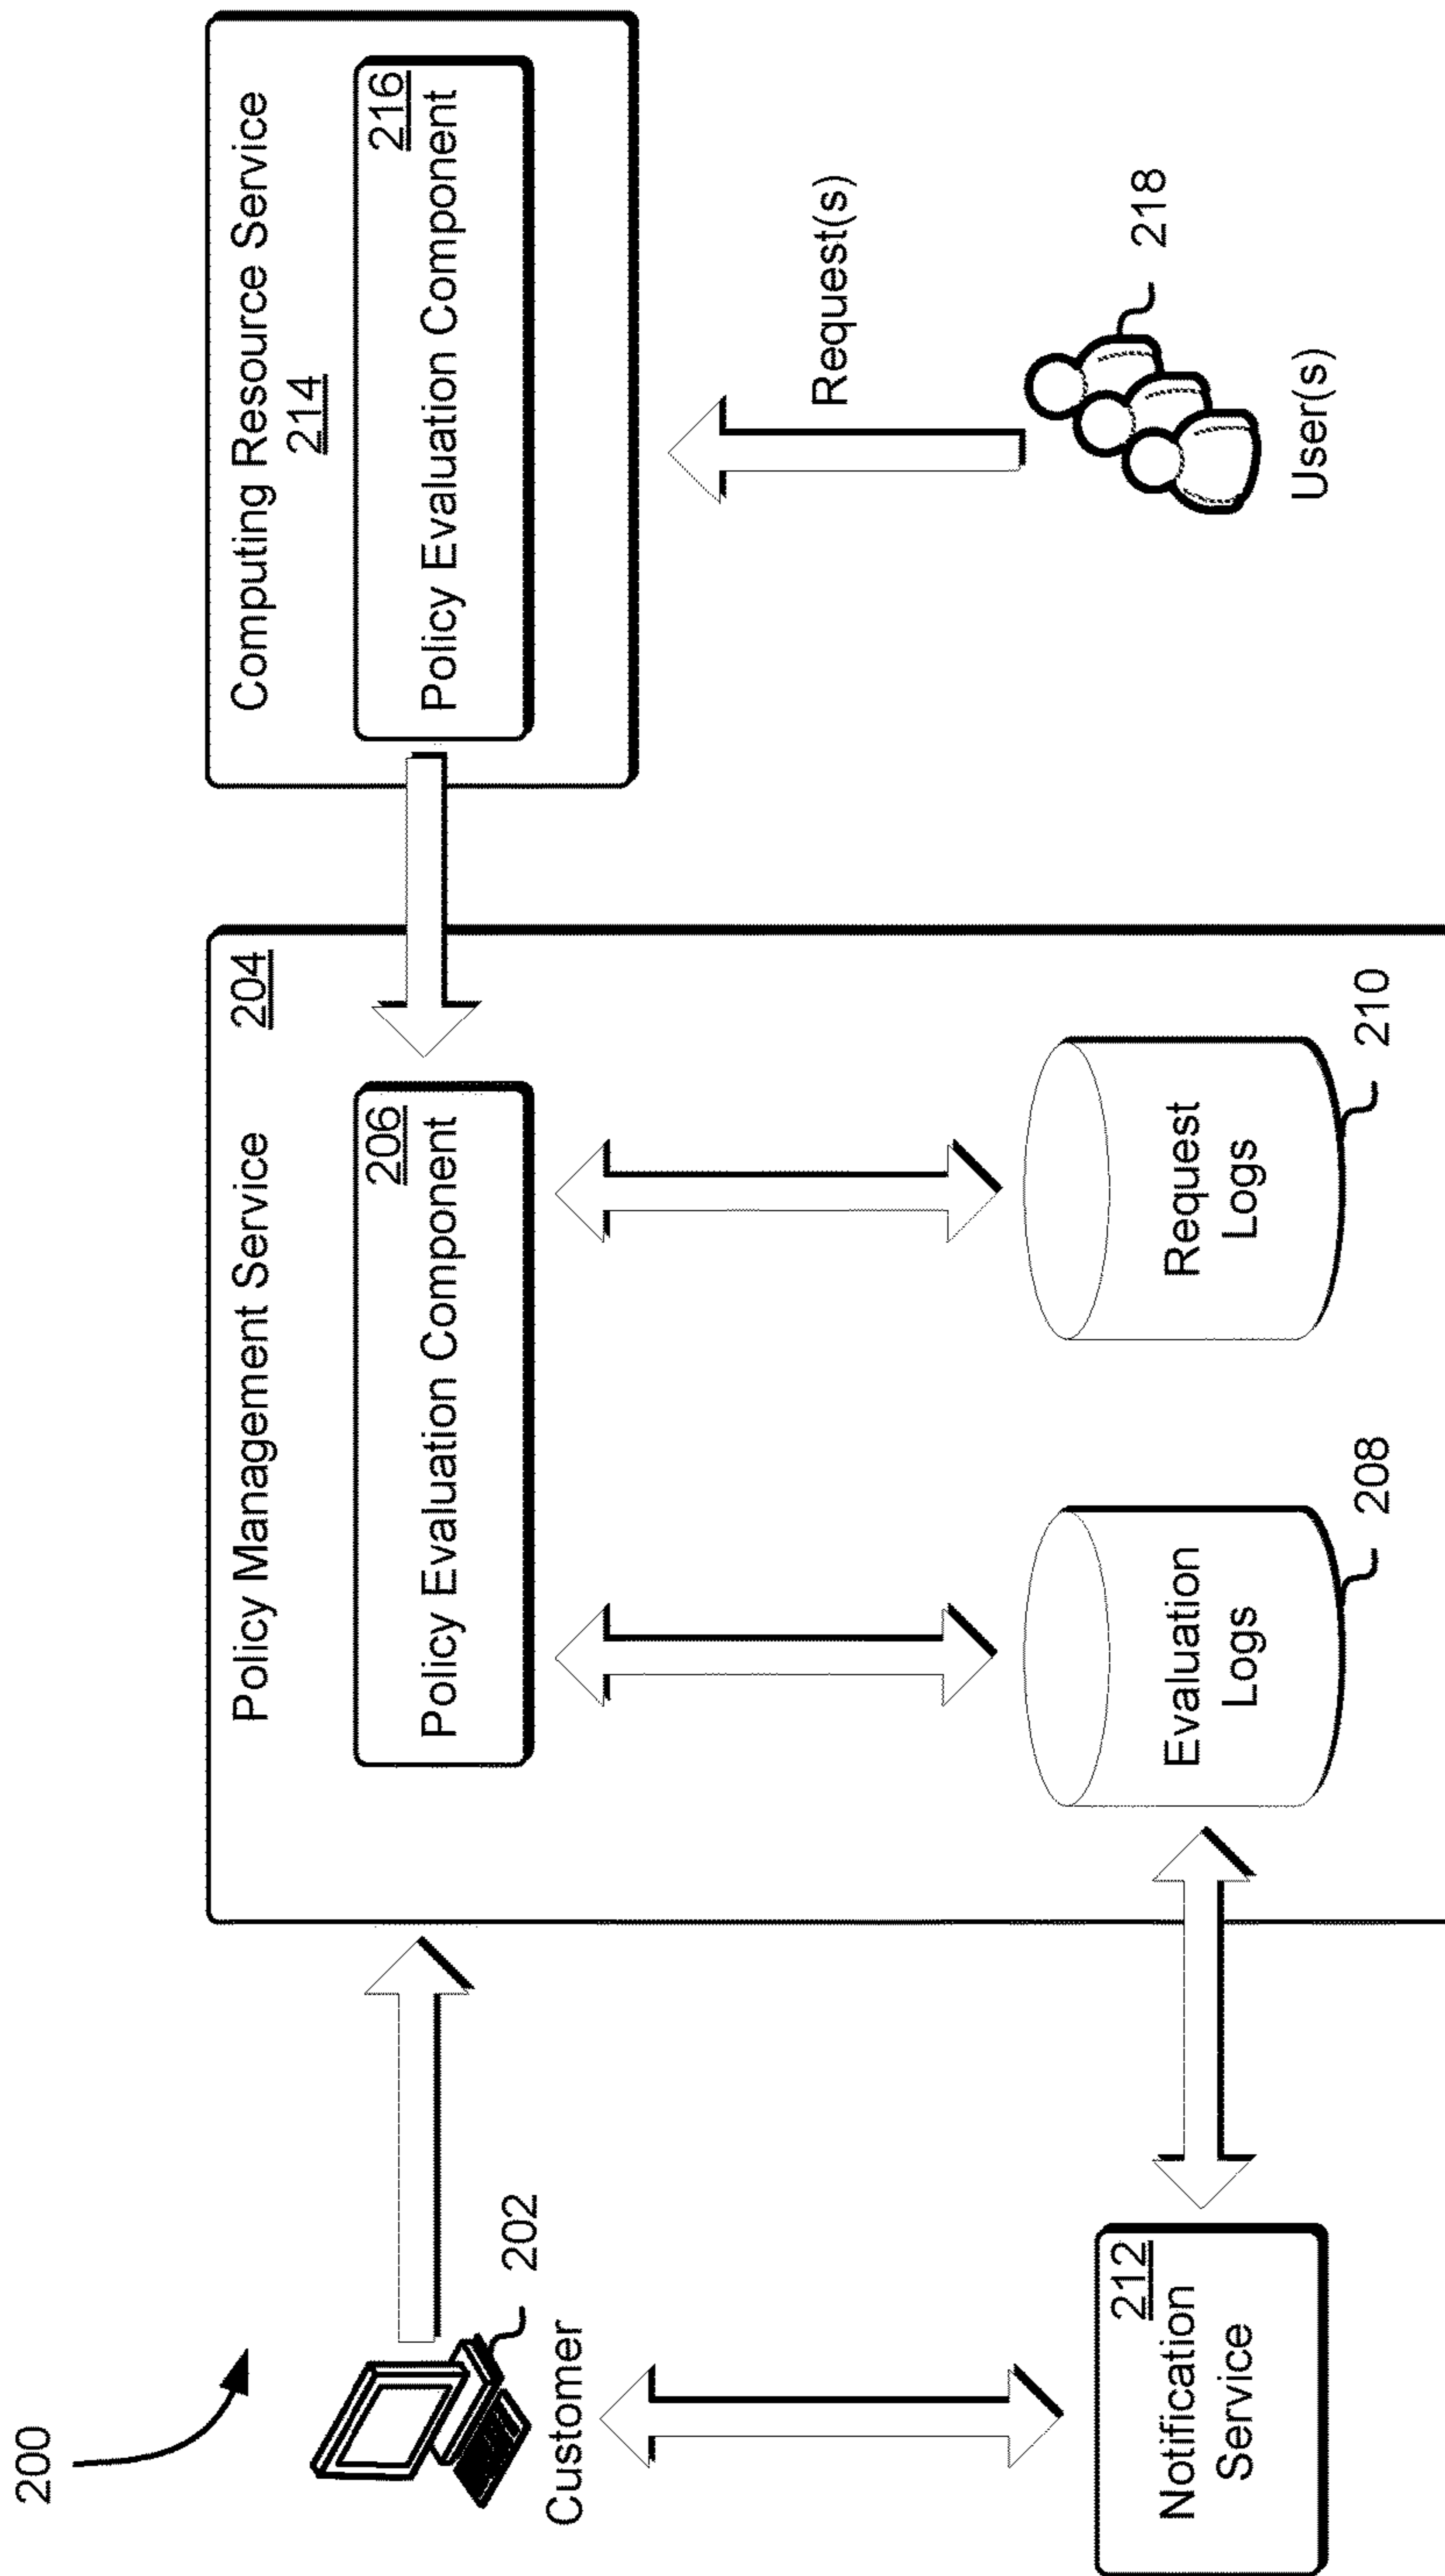 200
Customer
202
Notification
Service
212
Policy Management Service
204
Policy Evaluation Component
206
Evaluation
Logs
208
Request
Logs
210
Computing Resource Service
214
Policy Evaluation Component
216
Request(s)
218
User(s)